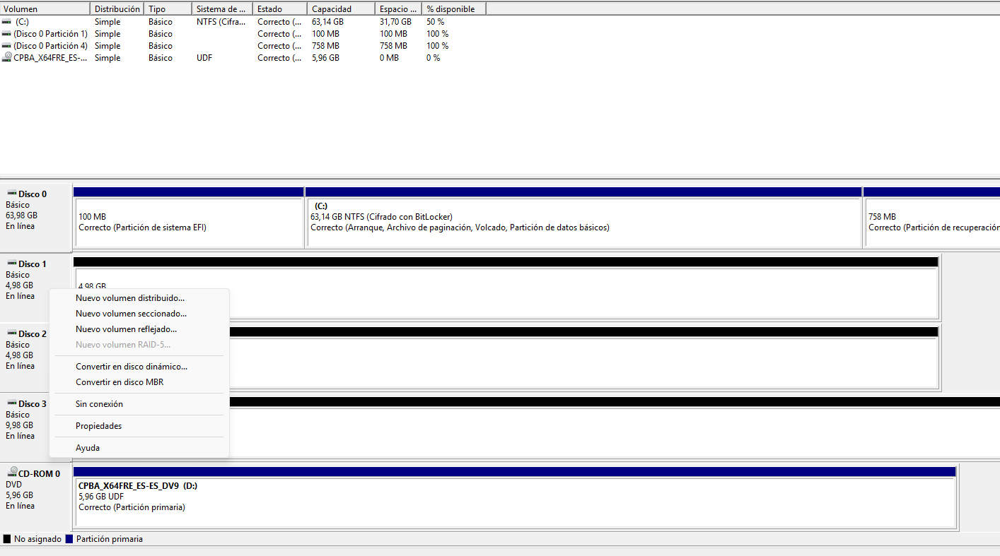 Volumen Distribución Tipo Sistema de ... Estado Capacidad Espacio ... % disponible
(C:) Simple Básico NTFS (Cifra... Correcto (... 63,14 GB 31,70 GB 50 %
(Disco 0 Partición 1) Simple Básico Correcto (... 100 MB 100 MB 100 %
(Disco 0 Partición 4) Simple Básico Correcto (... 758 MB 758 MB 100 %
CPBA_X64FRE_ES-... Simple Básico UDF Correcto (... 5,96 GB 0 MB 0 %
Disco 0
Básico
63,98 GB
En línea
100 MB
Correcto (Partición de sistema EFI)
(C:)
63,14 GB NTFS (Cifrado con BitLocker)
Correcto (Arranque, Archivo de paginación, Volcado, Partición de datos básicos)
758 MB
Correcto (Partición de recuperación
Disco 1
Básico
4,98 GB
En línea
4,98 GB
Disco 2
Básico
4,98 GB
En línea
Disco 3
Básico
9,98 GB
En línea
Nuevo volumen distribuido...
Nuevo volumen seccionado...
Nuevo volumen reflejado...
Nuevo volumen RAID-5...
Convertir en disco dinámico...
Convertir en disco MBR
Sin conexión
Propiedades
Ayuda
CD-ROM 0
DVD
5,96 GB
En línea
CPBA_X64FRE_ES-ES_DV9 (D:)
5,96 GB UDF
Correcto (Partición primaria)
No asignado Partición primaria